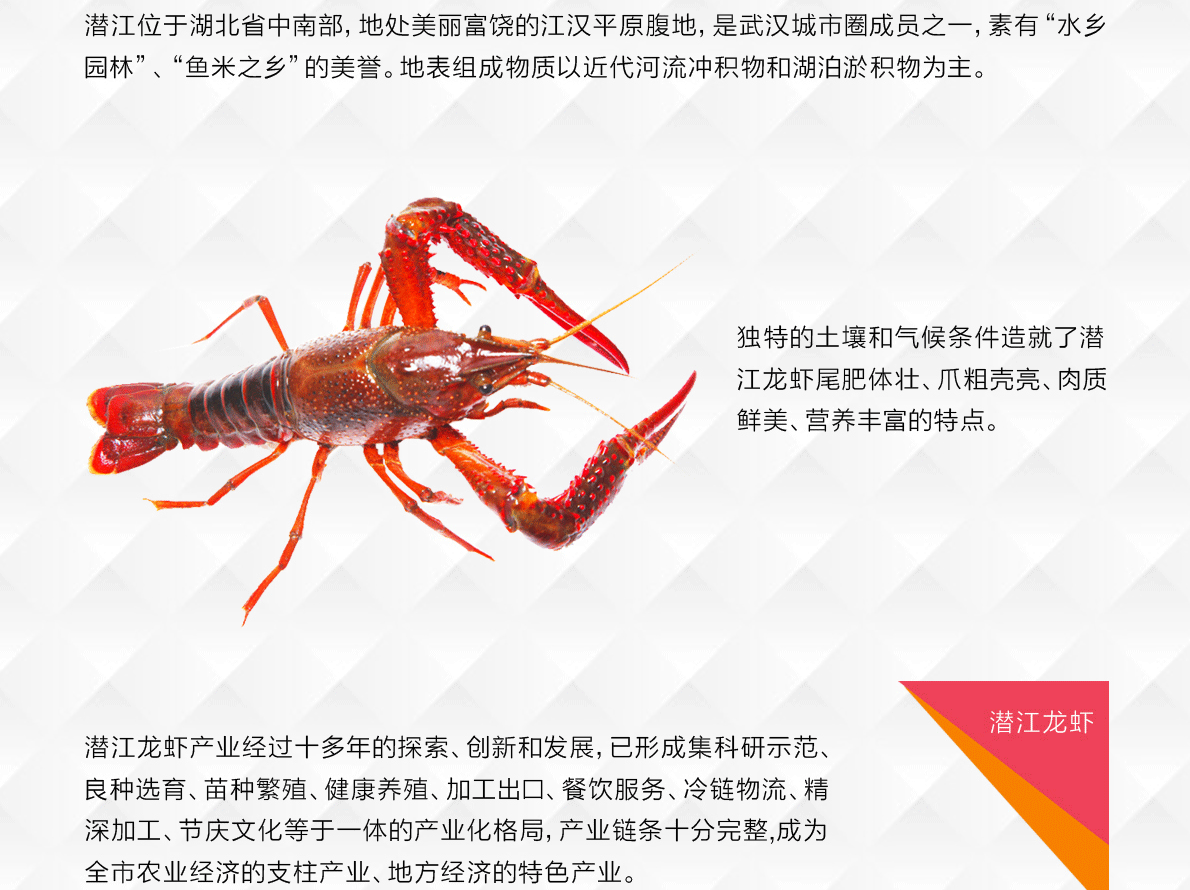 潜江位于湖北省中南部，地处美丽富饶的江汉平原腹地，是武汉城市圈成员之一，素有“水乡
园林”、“鱼米之乡”的美誉。地表组成物质以近代河流冲积物和湖泊淤积物为主。
独特的土壤和气候条件造就了潜
江龙虾尾肥体壮、爪粗壳亮、肉质
鲜美、营养丰富的特点。
潜江龙虾
潜江龙虾产业经过十多年的探索、创新和发展，已形成集科研示范、
良种选育、苗种繁殖、健康养殖、加工出口、餐饮服务、冷链物流、精
深加工、节庆文化等于一体的产业化格局，产业链条十分完整,成为
全市农业经济的支柱产业、地方经济的特色产业。